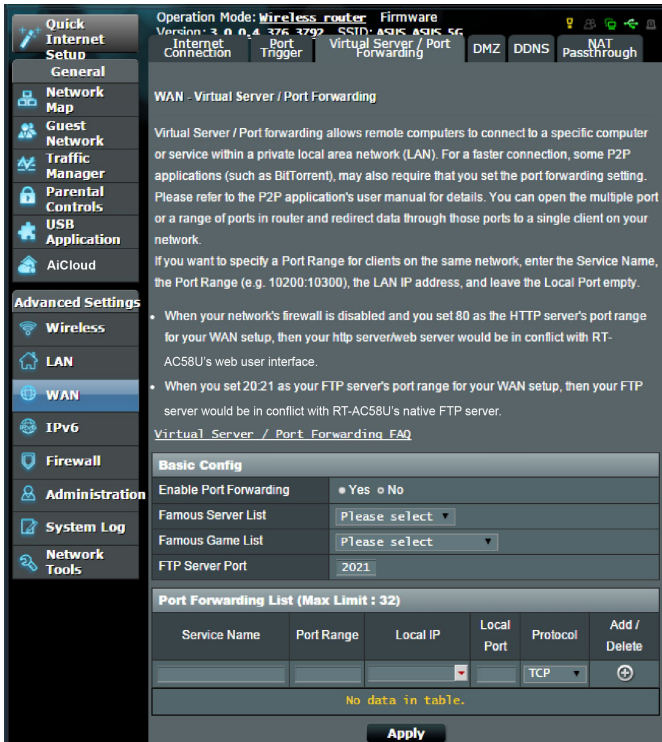 Quick Internet Setup
General
Network Map
Guest Network
Traffic Manager
Parental Controls
USB Application
AiCloud
Advanced Settings
Wireless
LAN
WAN
IPv6
Firewall
Administration
System Log
Network Tools
Operation Mode: Wireless router Firmware
Version: 3.0.0.4.376.3792 SSID: ASUS ASUS_5G
Internet Connection
Port Trigger
Virtual Server / Port Forwarding
DMZ
DDNS
NAT Passthrough
WAN - Virtual Server / Port Forwarding
Virtual Server / Port forwarding allows remote computers to connect to a specific computer
or service within a private local area network (LAN). For a faster connection, some P2P
applications (such as BitTorrent), may also require that you set the port forwarding setting.
Please refer to the P2P application's user manual for details. You can open the multiple port
or a range of ports in router and redirect data through those ports to a single client on your
network.
If you want to specify a Port Range for clients on the same network, enter the Service Name,
the Port Range (e.g. 10200:10300), the LAN IP address, and leave the Local Port empty.
• When your network's firewall is disabled and you set 80 as the HTTP server's port range
for your WAN setup, then your http server/web server would be in conflict with RT-
AC58U's web user interface.
• When you set 20:21 as your FTP server's port range for your WAN setup, then your FTP
server would be in conflict with RT-AC58U's native FTP server.
Virtual Server / Port Forwarding FAQ
Basic Config
Enable Port Forwarding Yes No
Famous Server List Please select
Famous Game List Please select
FTP Server Port 2021
Port Forwarding List (Max Limit : 32)
Service Name Port Range Local IP Local Port Protocol Add / Delete
TCP
No data in table.
Apply